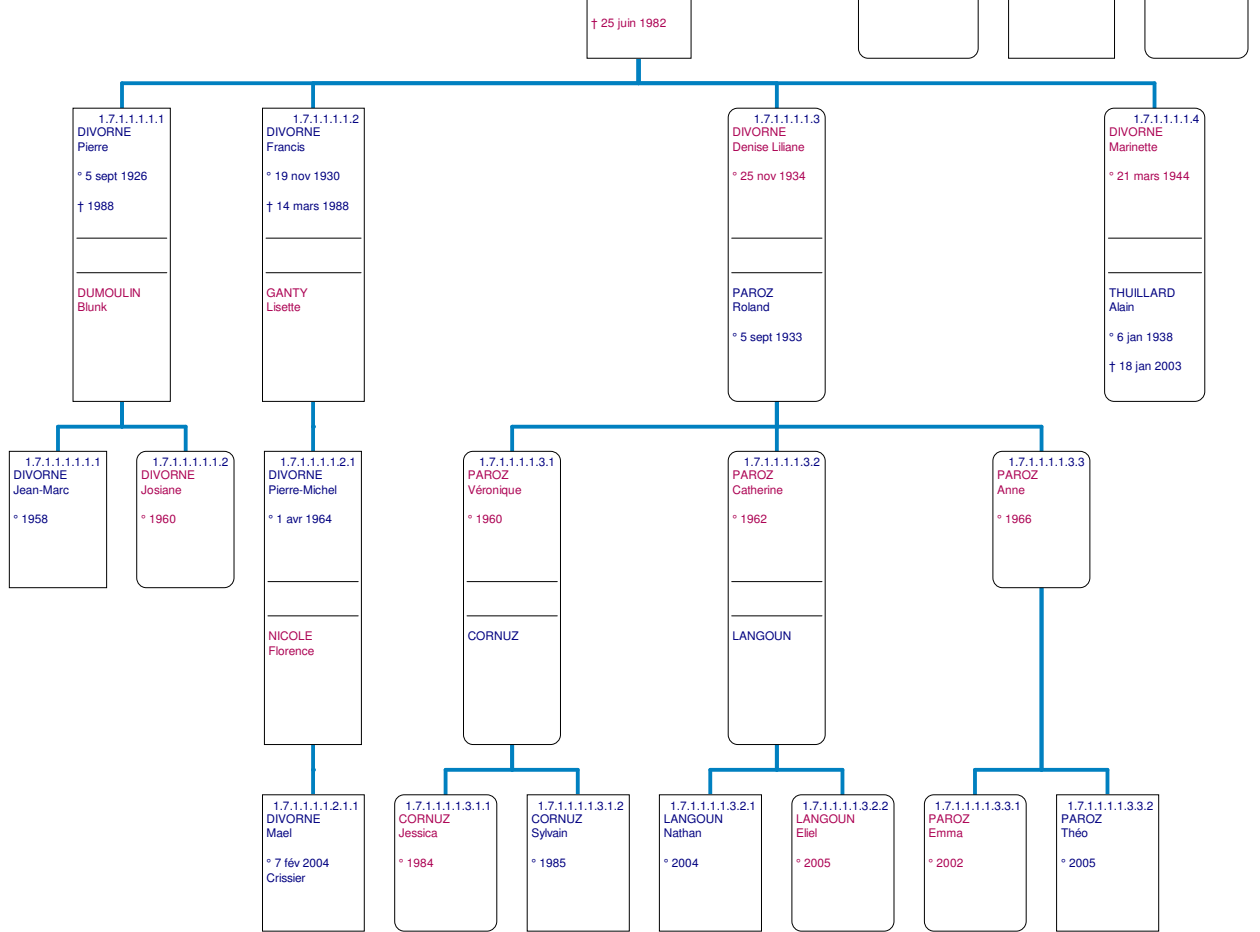 † 25 juin 1982
1.7.1.1.1.1.1
DIVORNE
Pierre
° 5 sept 1926
† 1988
DUMOULIN
Blunk
1.7.1.1.1.1.2
DIVORNE
Francis
° 19 nov 1930
† 14 mars 1988
GANTY
Lisette
1.7.1.1.1.1.3
DIVORNE
Denise Liliane
° 25 nov 1934
PAROZ
Roland
° 5 sept 1933
1.7.1.1.1.1.4
DIVORNE
Marinette
° 21 mars 1944
THUILLARD
Alain
° 6 jan 1938
† 18 jan 2003
1.7.1.1.1.1.1.1
DIVORNE
Jean-Marc
° 1958
1.7.1.1.1.1.1.2
DIVORNE
Josiane
° 1960
1.7.1.1.1.1.2.1
DIVORNE
Pierre-Michel
° 1 avr 1964
NICOLE
Florence
1.7.1.1.1.1.3.1
PAROZ
Véronique
° 1960
CORNUZ
1.7.1.1.1.1.3.2
PAROZ
Catherine
° 1962
LANGOUN
1.7.1.1.1.1.3.3
PAROZ
Anne
° 1966
1.7.1.1.1.1.2.1.1
DIVORNE
Mael
° 7 fév 2004
Crissier
1.7.1.1.1.1.3.1.1
CORNUZ
Jessica
° 1984
1.7.1.1.1.1.3.1.2
CORNUZ
Sylvain
° 1985
1.7.1.1.1.1.3.2.1
LANGOUN
Nathan
° 2004
1.7.1.1.1.1.3.2.2
LANGOUN
Eliel
° 2005
1.7.1.1.1.1.3.3.1
PAROZ
Emma
° 2002
1.7.1.1.1.1.3.3.2
PAROZ
Théo
° 2005